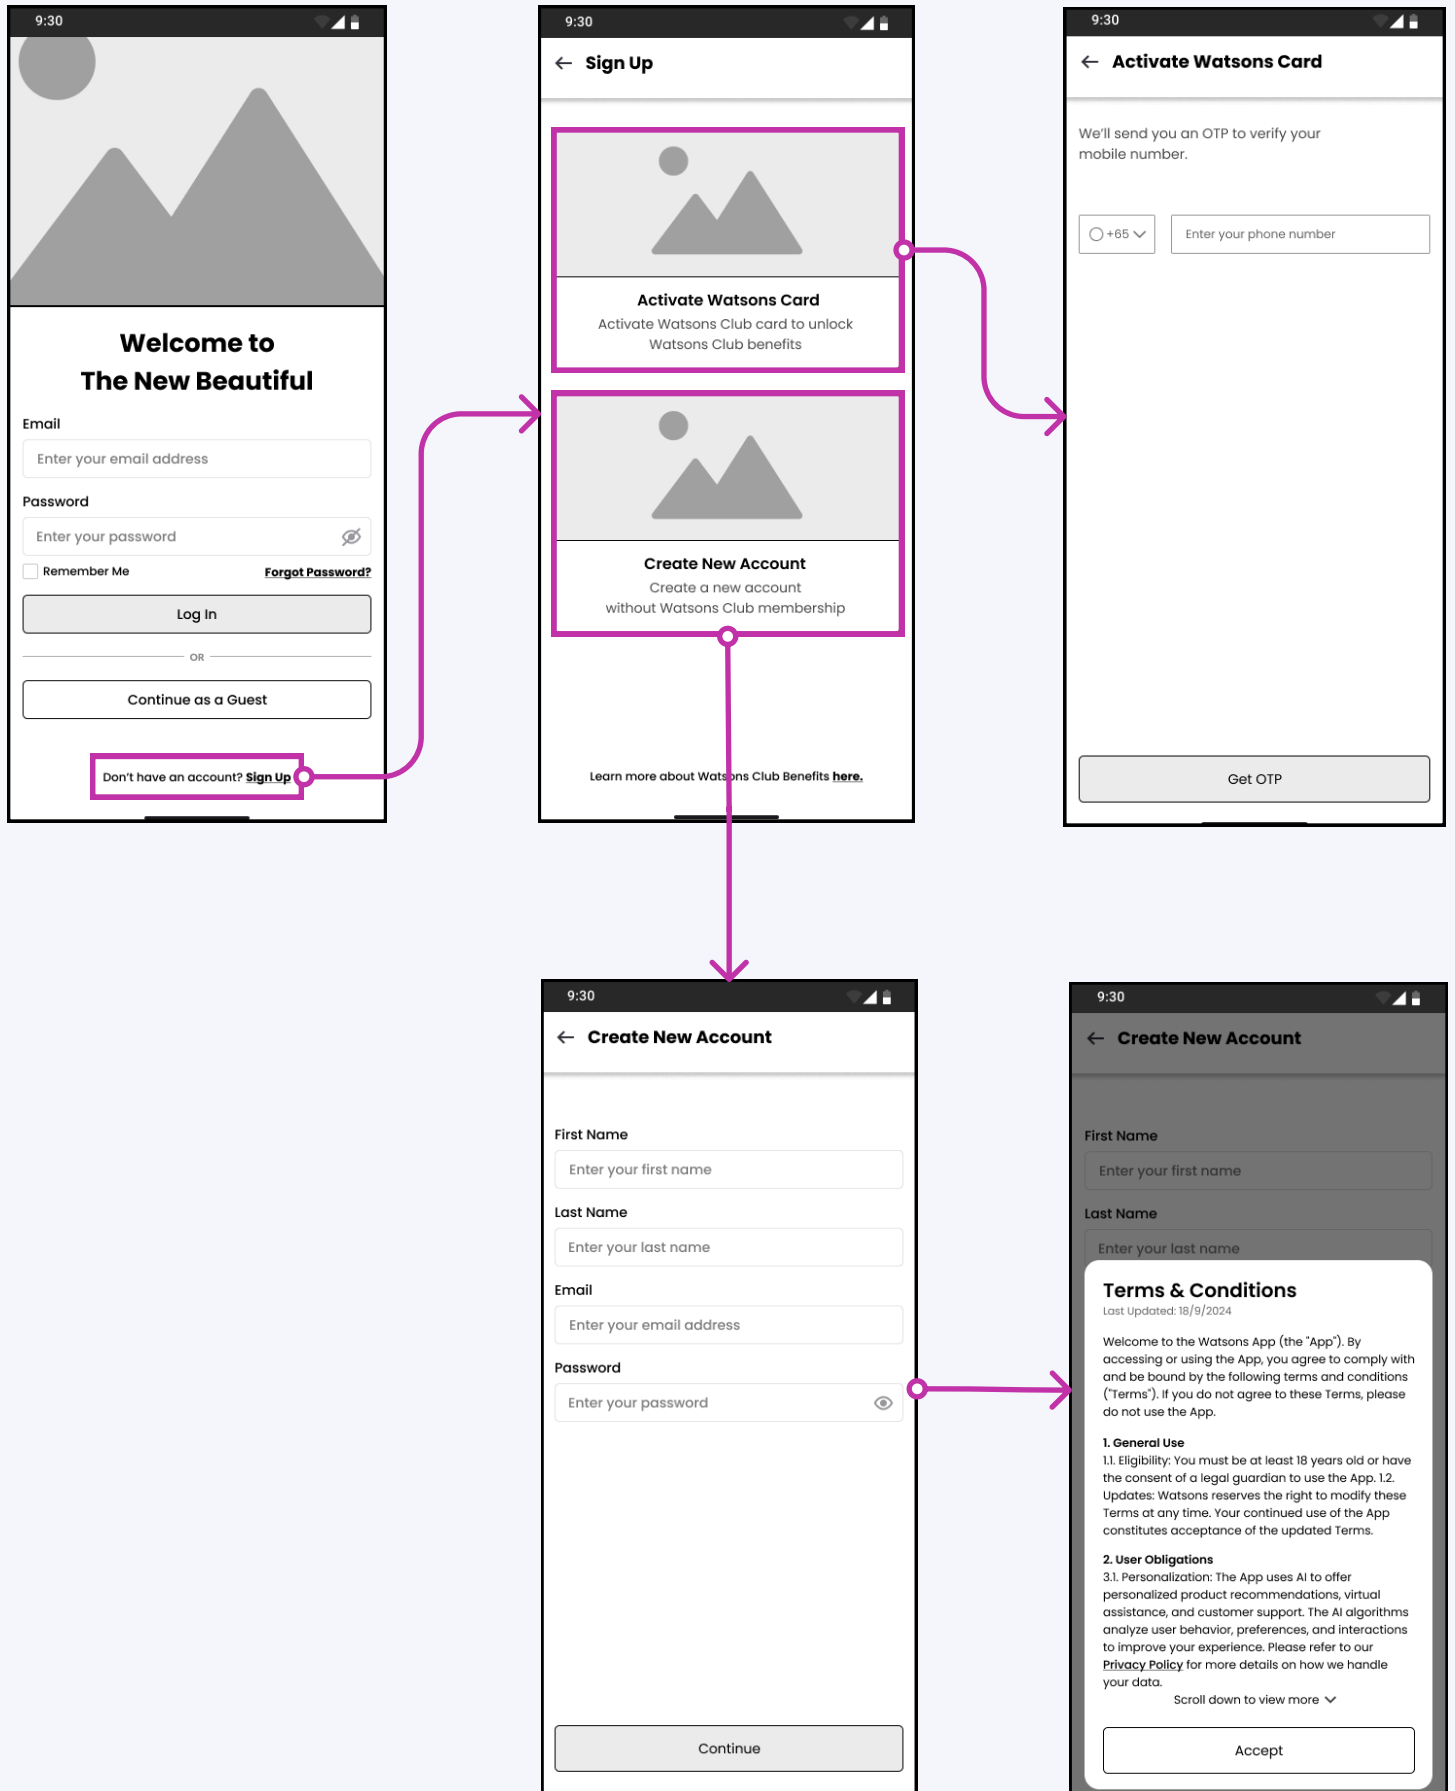 9:30
Welcome to
The New Beautiful
Email
Enter your email address
Password
Enter your password
Remember Me
Forgot Password?
Log In
OR
Continue as a Guest
Don't have an account? Sign Up
9:30
Sign Up
Activate Watsons Card
Activate Watsons Club card to unlock
Watsons Club benefits
Create New Account
Create a new account
without Watsons Club membership
Learn more about Watsons Club Benefits here.
9:30
Activate Watsons Card
We'll send you an OTP to verify your
mobile number.
+65
Enter your phone number
Get OTP
9:30
Create New Account
First Name
Enter your first name
Last Name
Enter your last name
Email
Enter your email address
Password
Enter your password
Continue
9:30
Create New Account
First Name
Enter your first name
Last Name
Enter your last name
Terms & Conditions
Last Updated: 18/9/2024
Welcome to the Watsons App (the "App"). By
accessing or using the App, you agree to comply with
and be bound by the following terms and conditions
("Terms"). If you do not agree to these Terms, please
do not use the App.
1. General Use
1.1. Eligibility: You must be at least 18 years old or have
the consent of a legal guardian to use the App. 1.2.
Updates: Watsons reserves the right to modify these
Terms at any time. Your continued use of the App
constitutes acceptance of the updated Terms.
2. User Obligations
3.1. Personalization: The App uses AI to offer
personalized product recommendations, virtual
assistance, and customer support. The AI algorithms
analyze user behavior, preferences, and interactions
to improve your experience. Please refer to our
Privacy Policy for more details on how we handle
your data.
Scroll down to view more
Accept